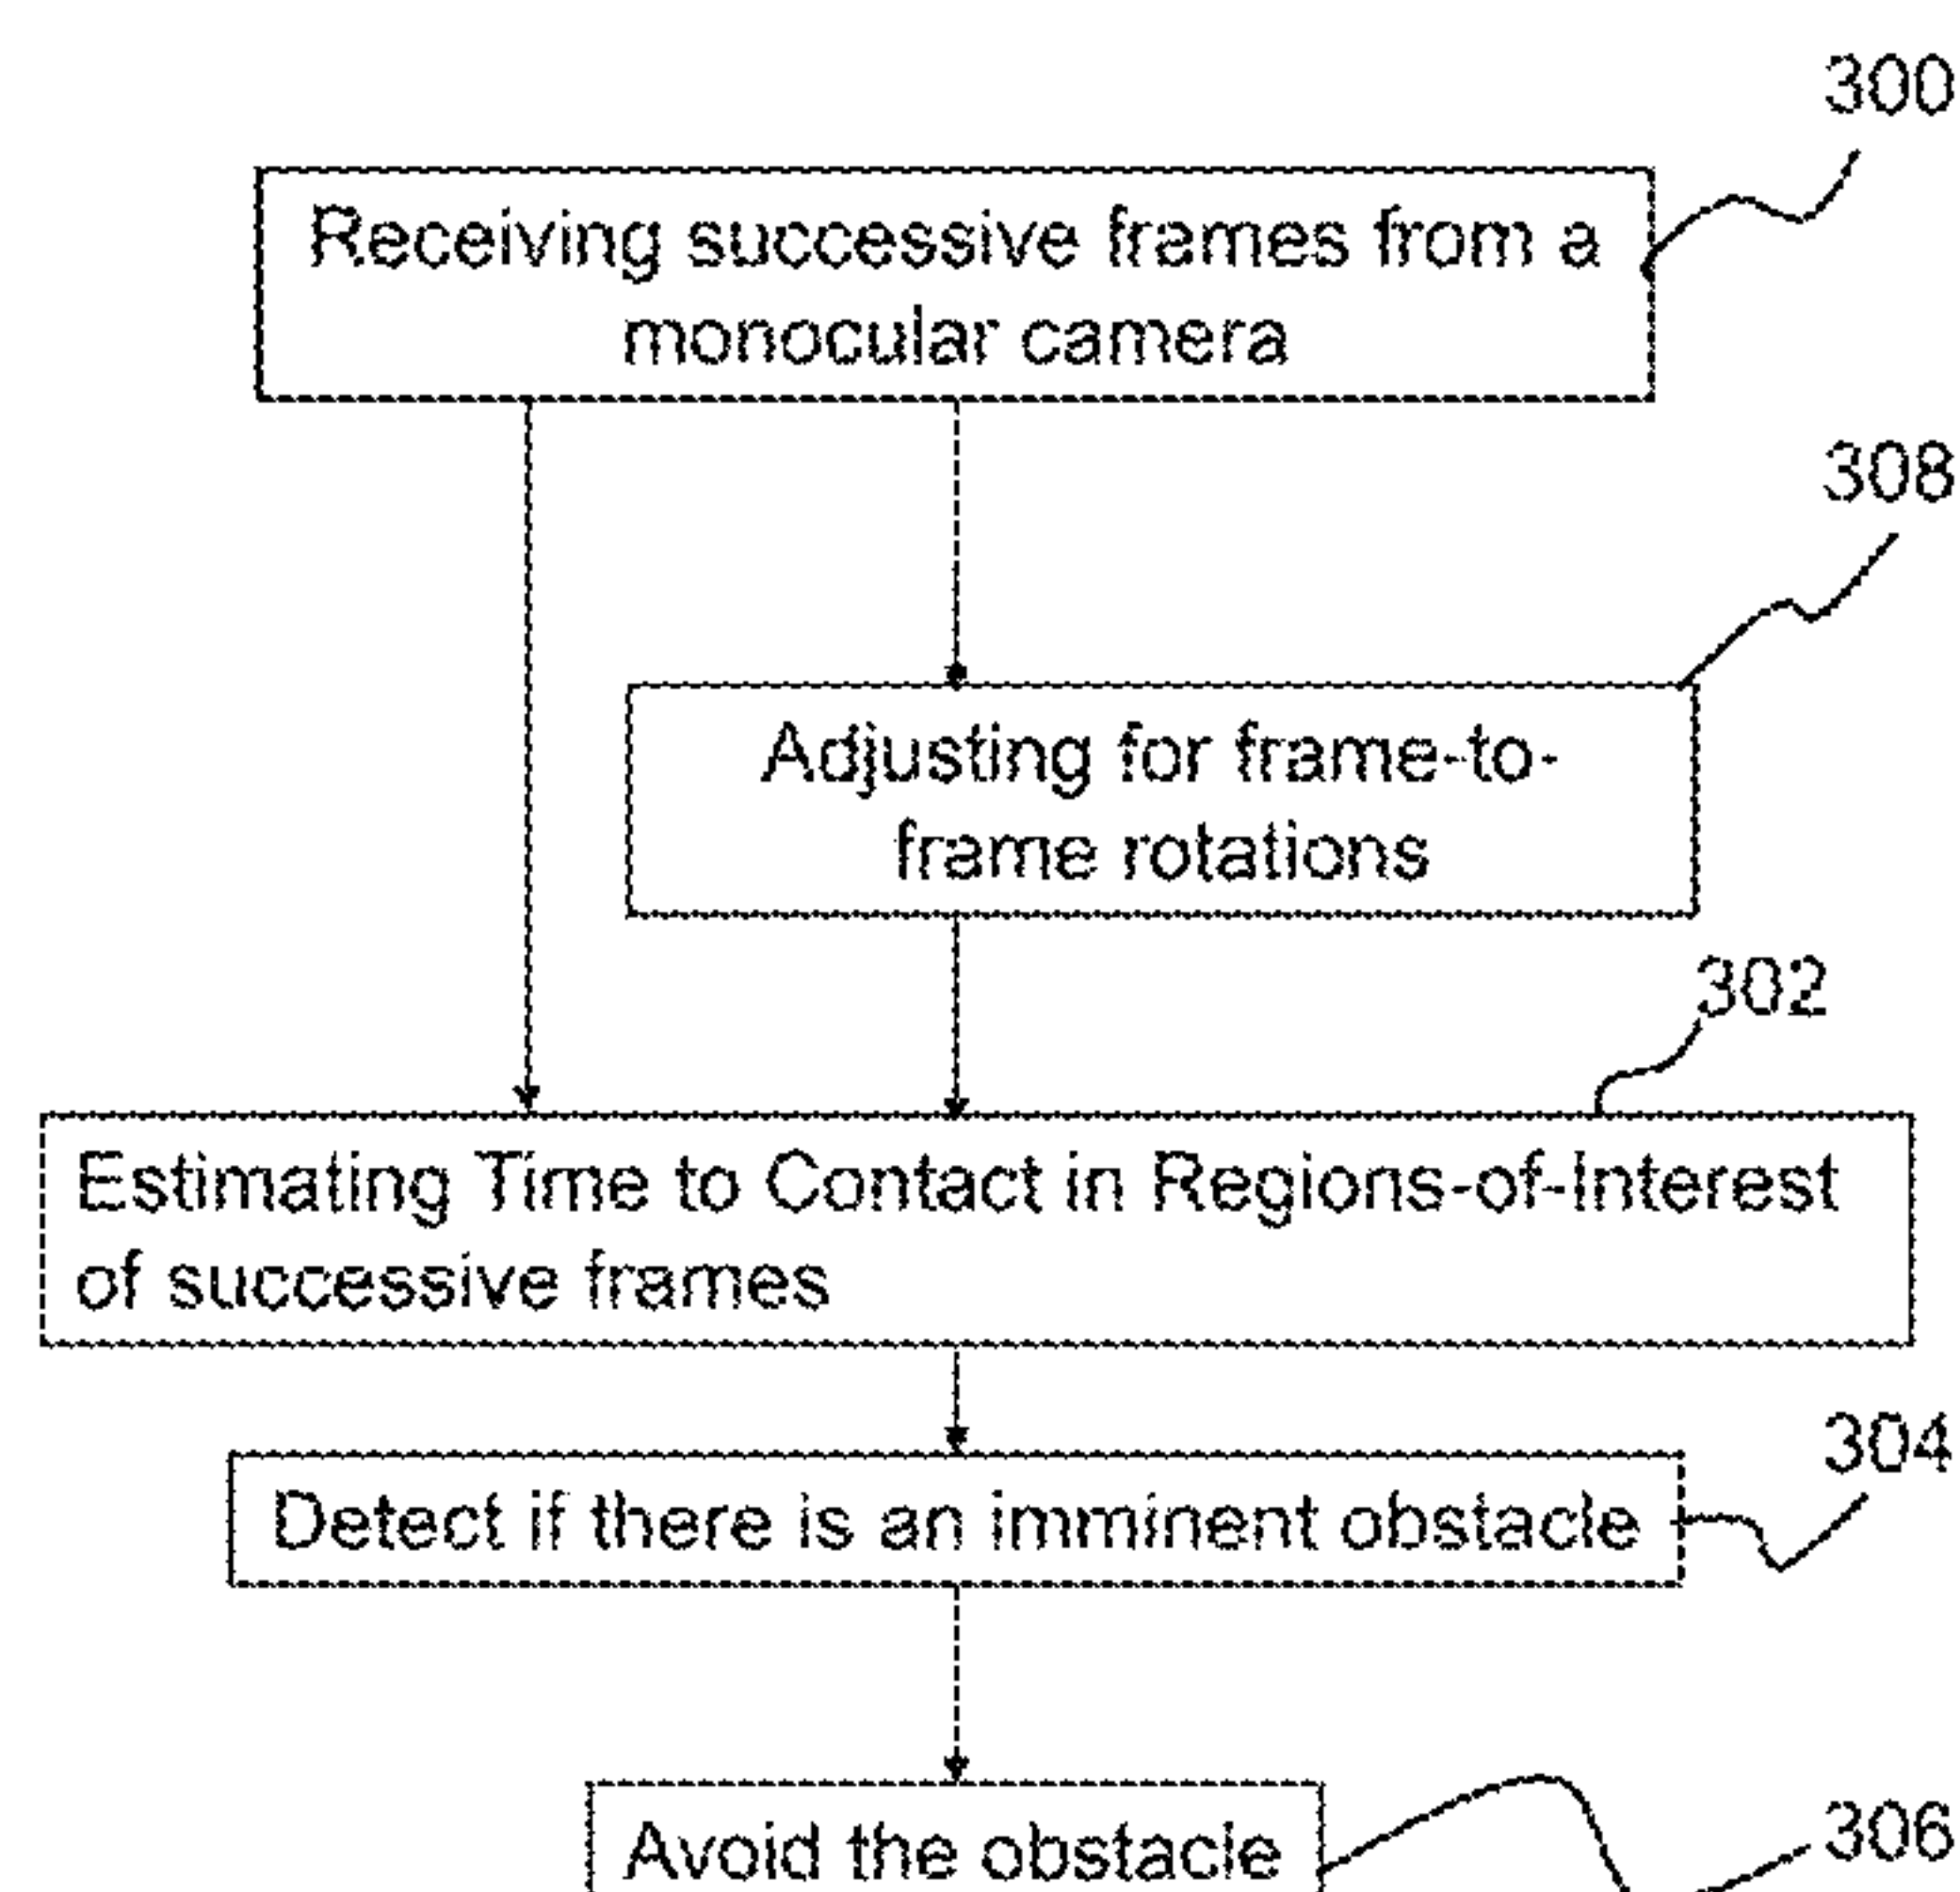 300
Receiving successive frames from a
monocular camera
308
Adjusting for frame-to-
frame rotations
302
Estimating Time to Contact in Regions-of-Interest
of successive frames
304
Detect if there is an imminent obstacle
306
Avoid the obstacle